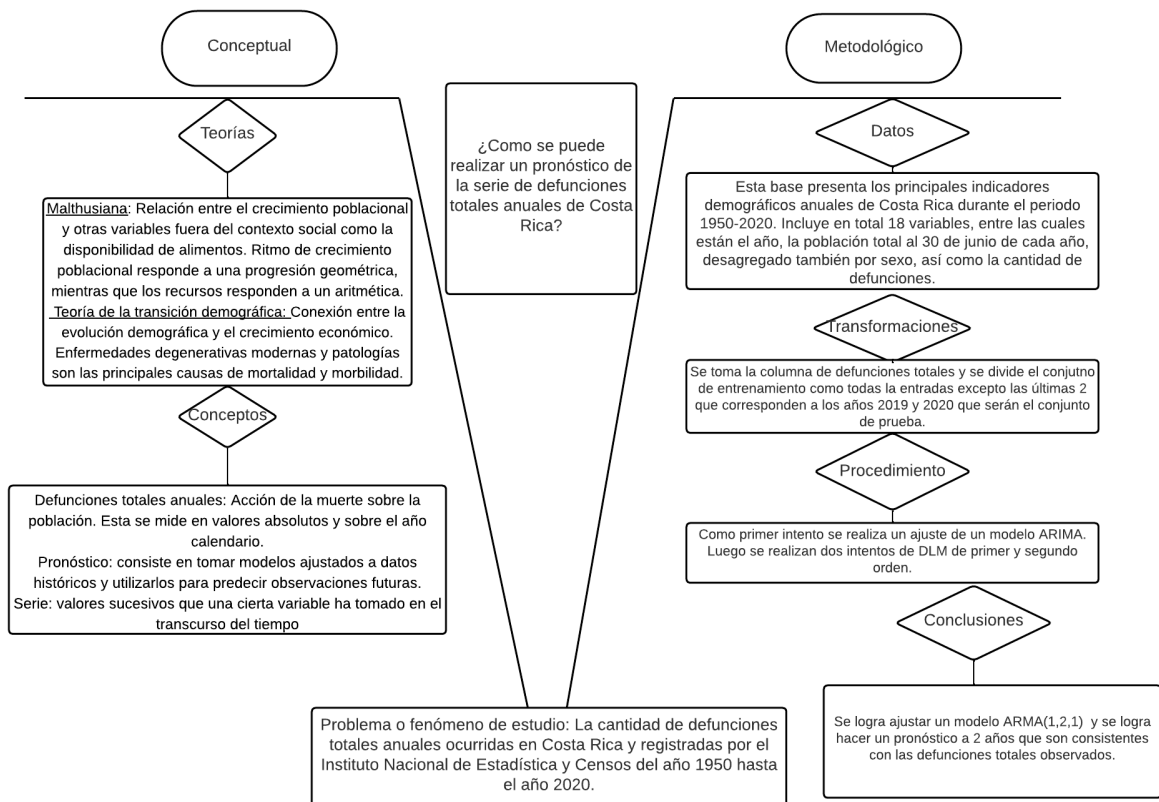 Conceptual
Teorías
Malthusiana: Relación entre el crecimiento poblacional
y otras variables fuera del contexto social como la
disponibilidad de alimentos. Ritmo de crecimiento
poblacional responde a una progresión geométrica,
mientras que los recursos responden a un aritmética.
Teoría de la transición demográfica: Conexión entre la
evolución demográfica y el crecimiento económico.
Enfermedades degenerativas modernas y patologías
son las principales causas de mortalidad y morbilidad.
Conceptos
Defunciones totales anuales: Acción de la muerte sobre la
población. Esta se mide en valores absolutos y sobre el año
calendario.
Pronóstico: consiste en tomar modelos ajustados a datos
históricos y utilizarlos para predecir observaciones futuras.
Serie: valores sucesivos que una cierta variable ha tomado en el
transcurso del tiempo
¿Como se puede
realizar un pronóstico de
la serie de defunciones
totales anuales de Costa
Rica?
Metodológico
Datos
Esta base presenta los principales indicadores
demográficos anuales de Costa Rica durante el periodo
1950-2020. Incluye en total 18 variables, entre las cuales
están el año, la población total al 30 de junio de cada año,
desagregado también por sexo, así como la cantidad de
defunciones.
Transformaciones
Se toma la columna de defunciones totales y se divide el conjutno
de entrenamiento como todas la entradas excepto las últimas 2
que corresponden a los años 2019 y 2020 que serán el conjunto
de prueba.
Procedimiento
Como primer intento se realiza un ajuste de un modelo ARIMA.
Luego se realizan dos intentos de DLM de primer y segundo
orden.
Conclusiones
Se logra ajustar un modelo ARMA(1,2,1) y se logra
hacer un pronóstico a 2 años que son consistentes
con las defunciones totales observados.
Problema o fenómeno de estudio: La cantidad de defunciones
totales anuales ocurridas en Costa Rica y registradas por el
Instituto Nacional de Estadística y Censos del año 1950 hasta
el año 2020.